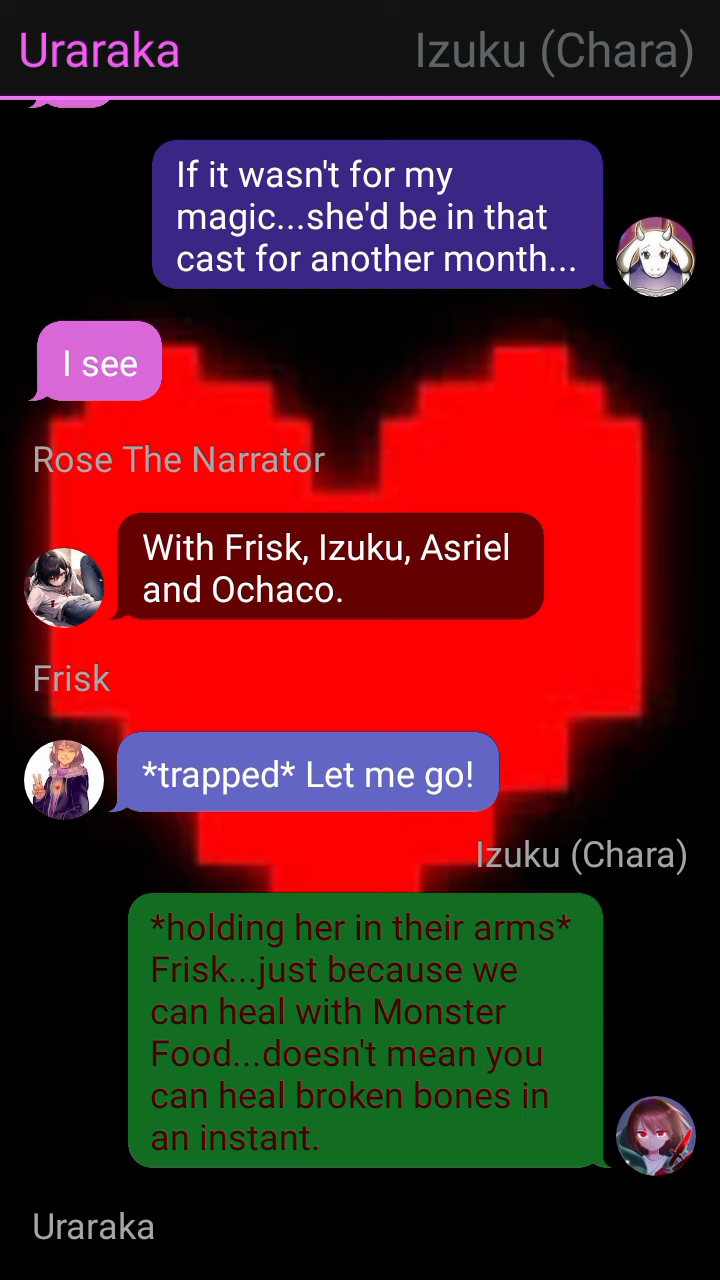 Uraraka Izuku (Chara)
If it wasn't for my
magic...she'd be in that
cast for another month...
I see
Rose The Narrator
With Frisk, Izuku, Asriel
and Ochaco.
Frisk
*trapped* Let me go!
Izuku (Chara)
*holding her in their arms*
Frisk...just because we
can heal with Monster
Food...doesn't mean you
can heal broken bones in
an instant.
Uraraka